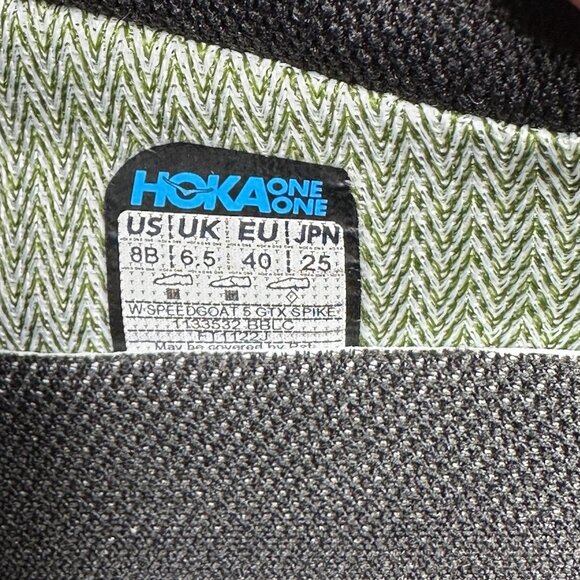 HOKA ONE ONE
US UK EU JPN
8B 6.5 40 25
W SPEEDGOAT 5 GTX SPIKE
1133532 BBLC
F11122J
May be covered by Pat.